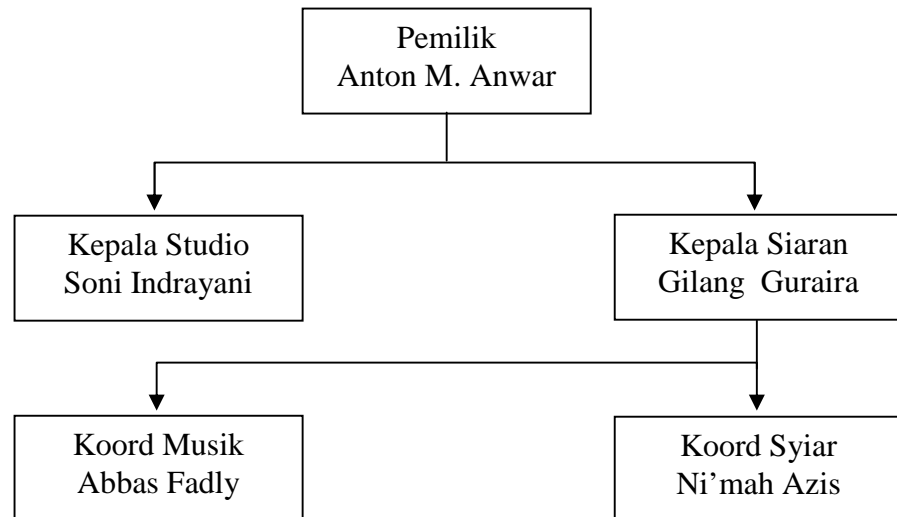 Pemilik
Anton M. Anwar
Kepala Studio
Soni Indrayani
Kepala Siaran
Gilang  Guraira
Koord Musik
Abbas Fadly
Koord Syiar
Ni’mah Azis